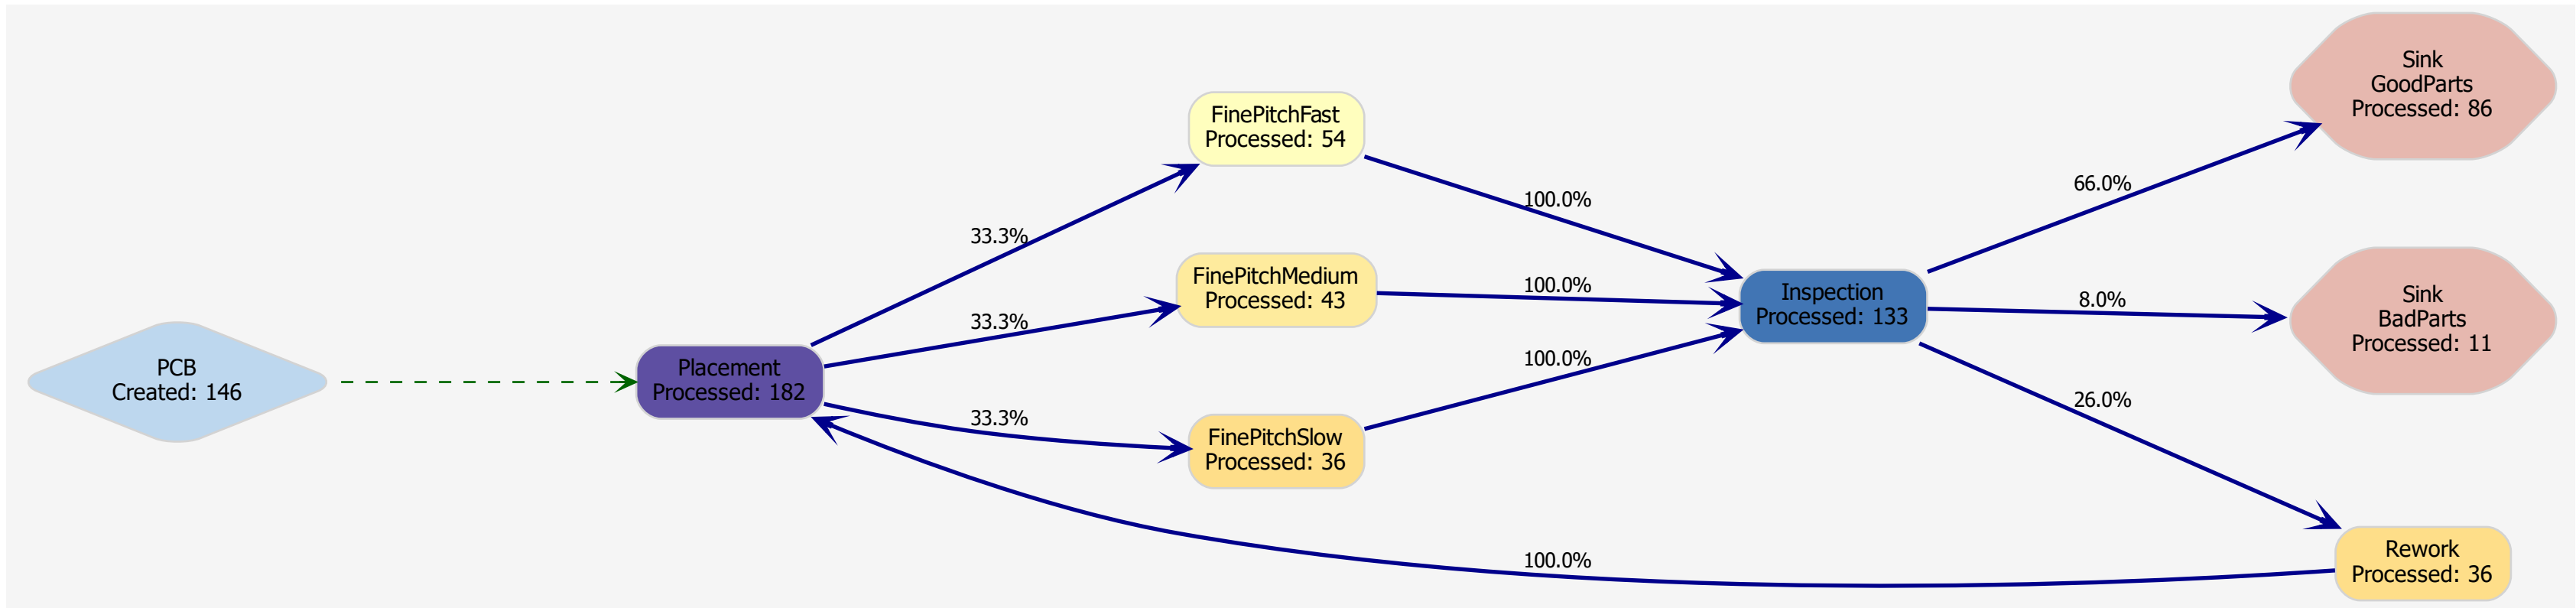 PCB
Created: 146
Placement
Processed: 182
33.3%
33.3%
33.3%
FinePitchFast
Processed: 54
FinePitchMedium
Processed: 43
FinePitchSlow
Processed: 36
100.0%
100.0%
100.0%
100.0%
Inspection
Processed: 133
66.0%
8.0%
26.0%
Sink
GoodParts
Processed: 86
Sink
BadParts
Processed: 11
Rework
Processed: 36